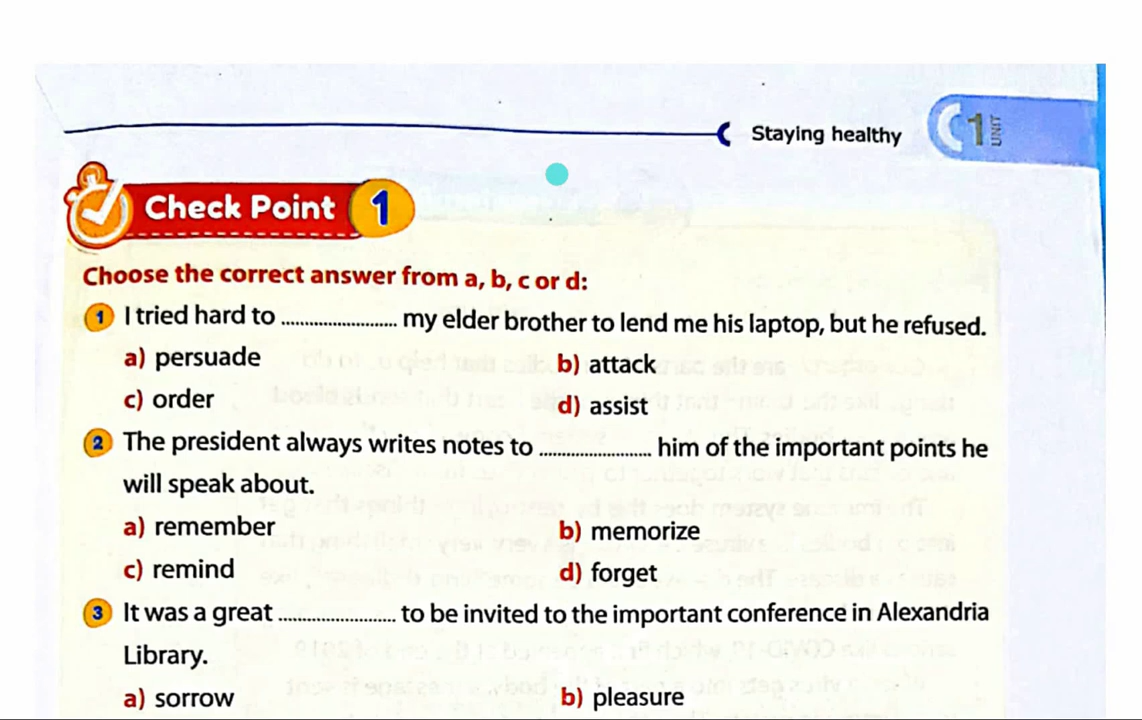 Staying healthy
1
UNIT
Check Point 1
Choose the correct answer from a, b, c or d:
1 I tried hard to ........................ my elder brother to lend me his laptop, but he refused.
a) persuade b) attack
c) order d) assist
2 The president always writes notes to ........................ him of the important points he
will speak about.
a) remember b) memorize
c) remind d) forget
3 It was a great ........................ to be invited to the important conference in Alexandria
Library.
a) sorrow b) pleasure